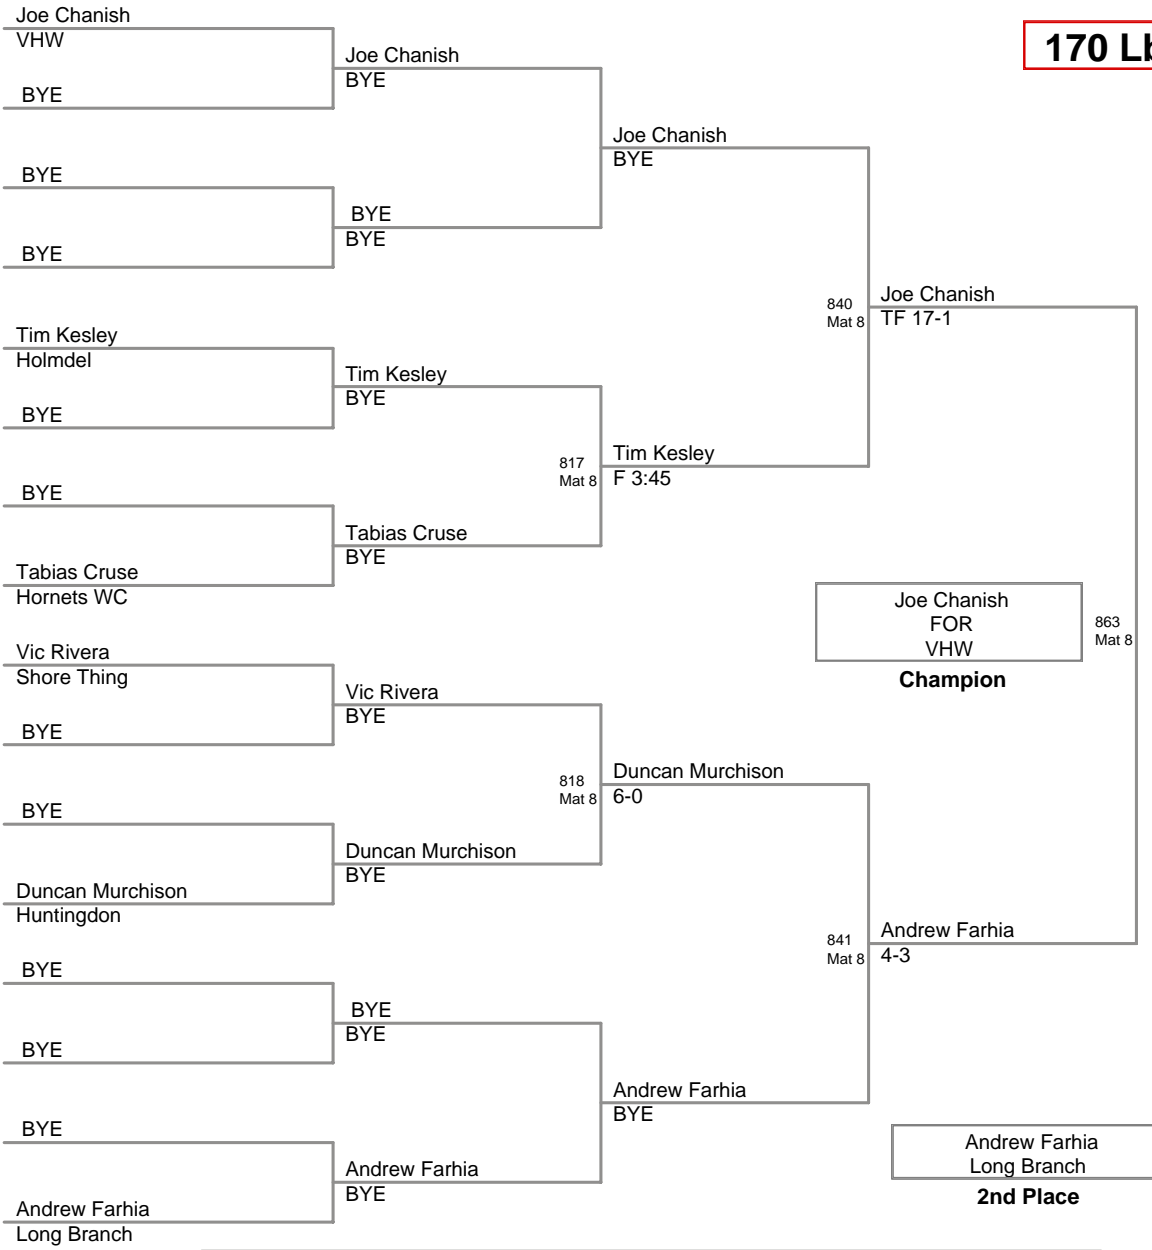 Joe Chanish
VHW
BYE
BYE
BYE
Tim Kesley
Holmdel
BYE
BYE
Tabias Cruse
Hornets WC
Vic Rivera
Shore Thing
BYE
BYE
Duncan Murchison
Huntingdon
BYE
BYE
BYE
Andrew Farhia
Long Branch
Joe Chanish
BYE
BYE
BYE
Tim Kesley
BYE
Tabias Cruse
BYE
Vic Rivera
BYE
Duncan Murchison
BYE
BYE
BYE
Andrew Farhia
BYE
Joe Chanish
BYE
817
Mat 8
Tim Kesley
F 3:45
818
Mat 8
Duncan Murchison
6-0
Andrew Farhia
BYE
840
Mat 8
Joe Chanish
TF 17-1
841
Mat 8
Andrew Farhia
4-3
863
Mat 8
Joe Chanish
FOR
VHW
Champion
Andrew Farhia
Long Branch
2nd Place
170 Lb